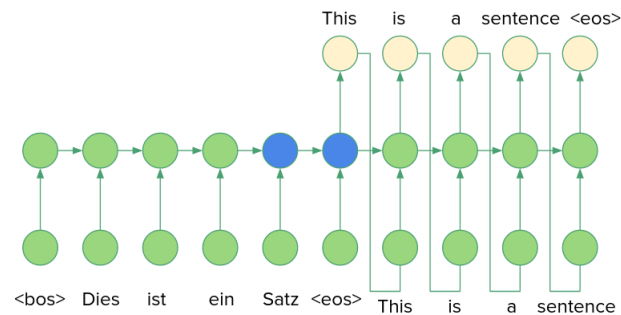 This is a sentence <eos>
<bos> Dies ist ein Satz <eos> This is a sentence